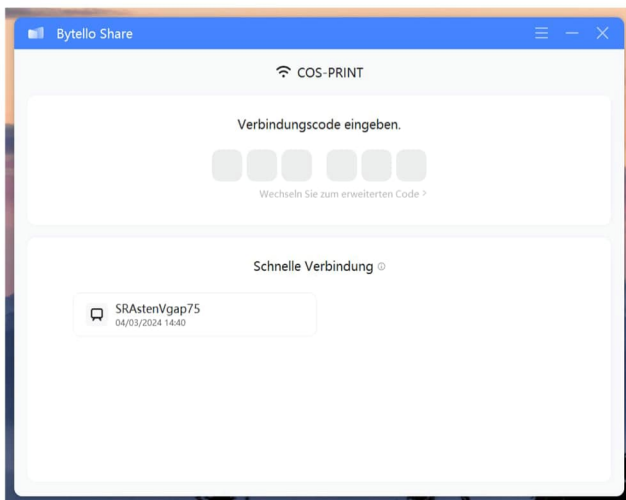 Bytello Share
COS-PRINT
Verbindungscode eingeben.
Wechseln Sie zum erweiterten Code >
Schnelle Verbindung
SRAstenVgap75
04/03/2024 14:40